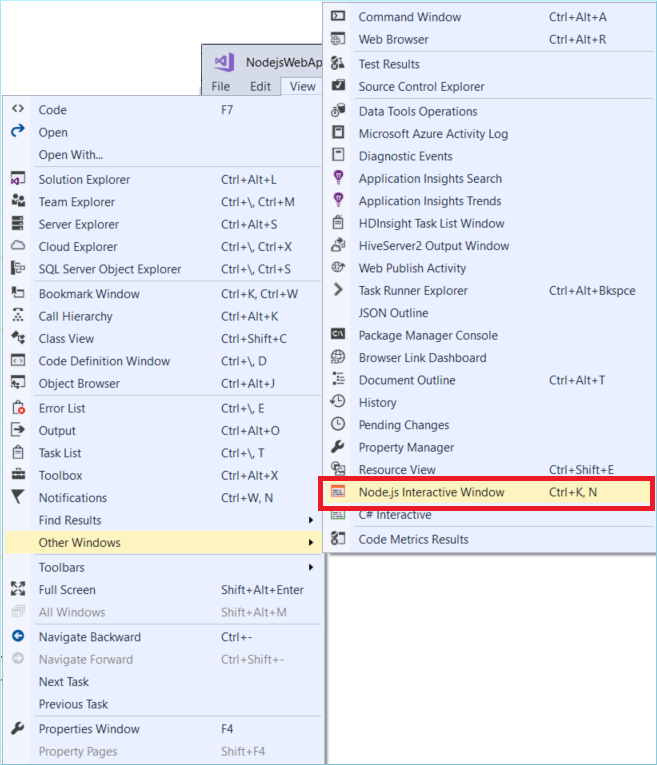 NodejsWebAp
File Edit View
Code F7
Open
Open With...
Solution Explorer Ctrl+Alt+L
Team Explorer Ctrl+\, Ctrl+M
Server Explorer Ctrl+Alt+S
Cloud Explorer Ctrl+\, Ctrl+X
SQL Server Object Explorer Ctrl+\, Ctrl+S
Bookmark Window Ctrl+K, Ctrl+W
Call Hierarchy Ctrl+Alt+K
Class View Ctrl+Shift+C
Code Definition Window Ctrl+\, D
Object Browser Ctrl+Alt+J
Error List Ctrl+\, E
Output Ctrl+Alt+O
Task List Ctrl+\, T
Toolbox Ctrl+Alt+X
Notifications Ctrl+W, N
Find Results
Other Windows
Toolbars
Full Screen Shift+Alt+Enter
All Windows Shift+Alt+M
Navigate Backward Ctrl+-
Navigate Forward Ctrl+Shift+-
Next Task
Previous Task
Properties Window F4
Property Pages Shift+F4
Command Window Ctrl+Alt+A
Web Browser Ctrl+Alt+R
Test Results
Source Control Explorer
Data Tools Operations
Microsoft Azure Activity Log
Diagnostic Events
Application Insights Search
Application Insights Trends
HDInsight Task List Window
HiveServer2 Output Window
Web Publish Activity
Task Runner Explorer Ctrl+Alt+Bkspce
JSON Outline
Package Manager Console
Browser Link Dashboard
Document Outline Ctrl+Alt+T
History
Pending Changes
Property Manager
Resource View Ctrl+Shift+E
Node.js Interactive Window Ctrl+K, N
C# Interactive
Code Metrics Results